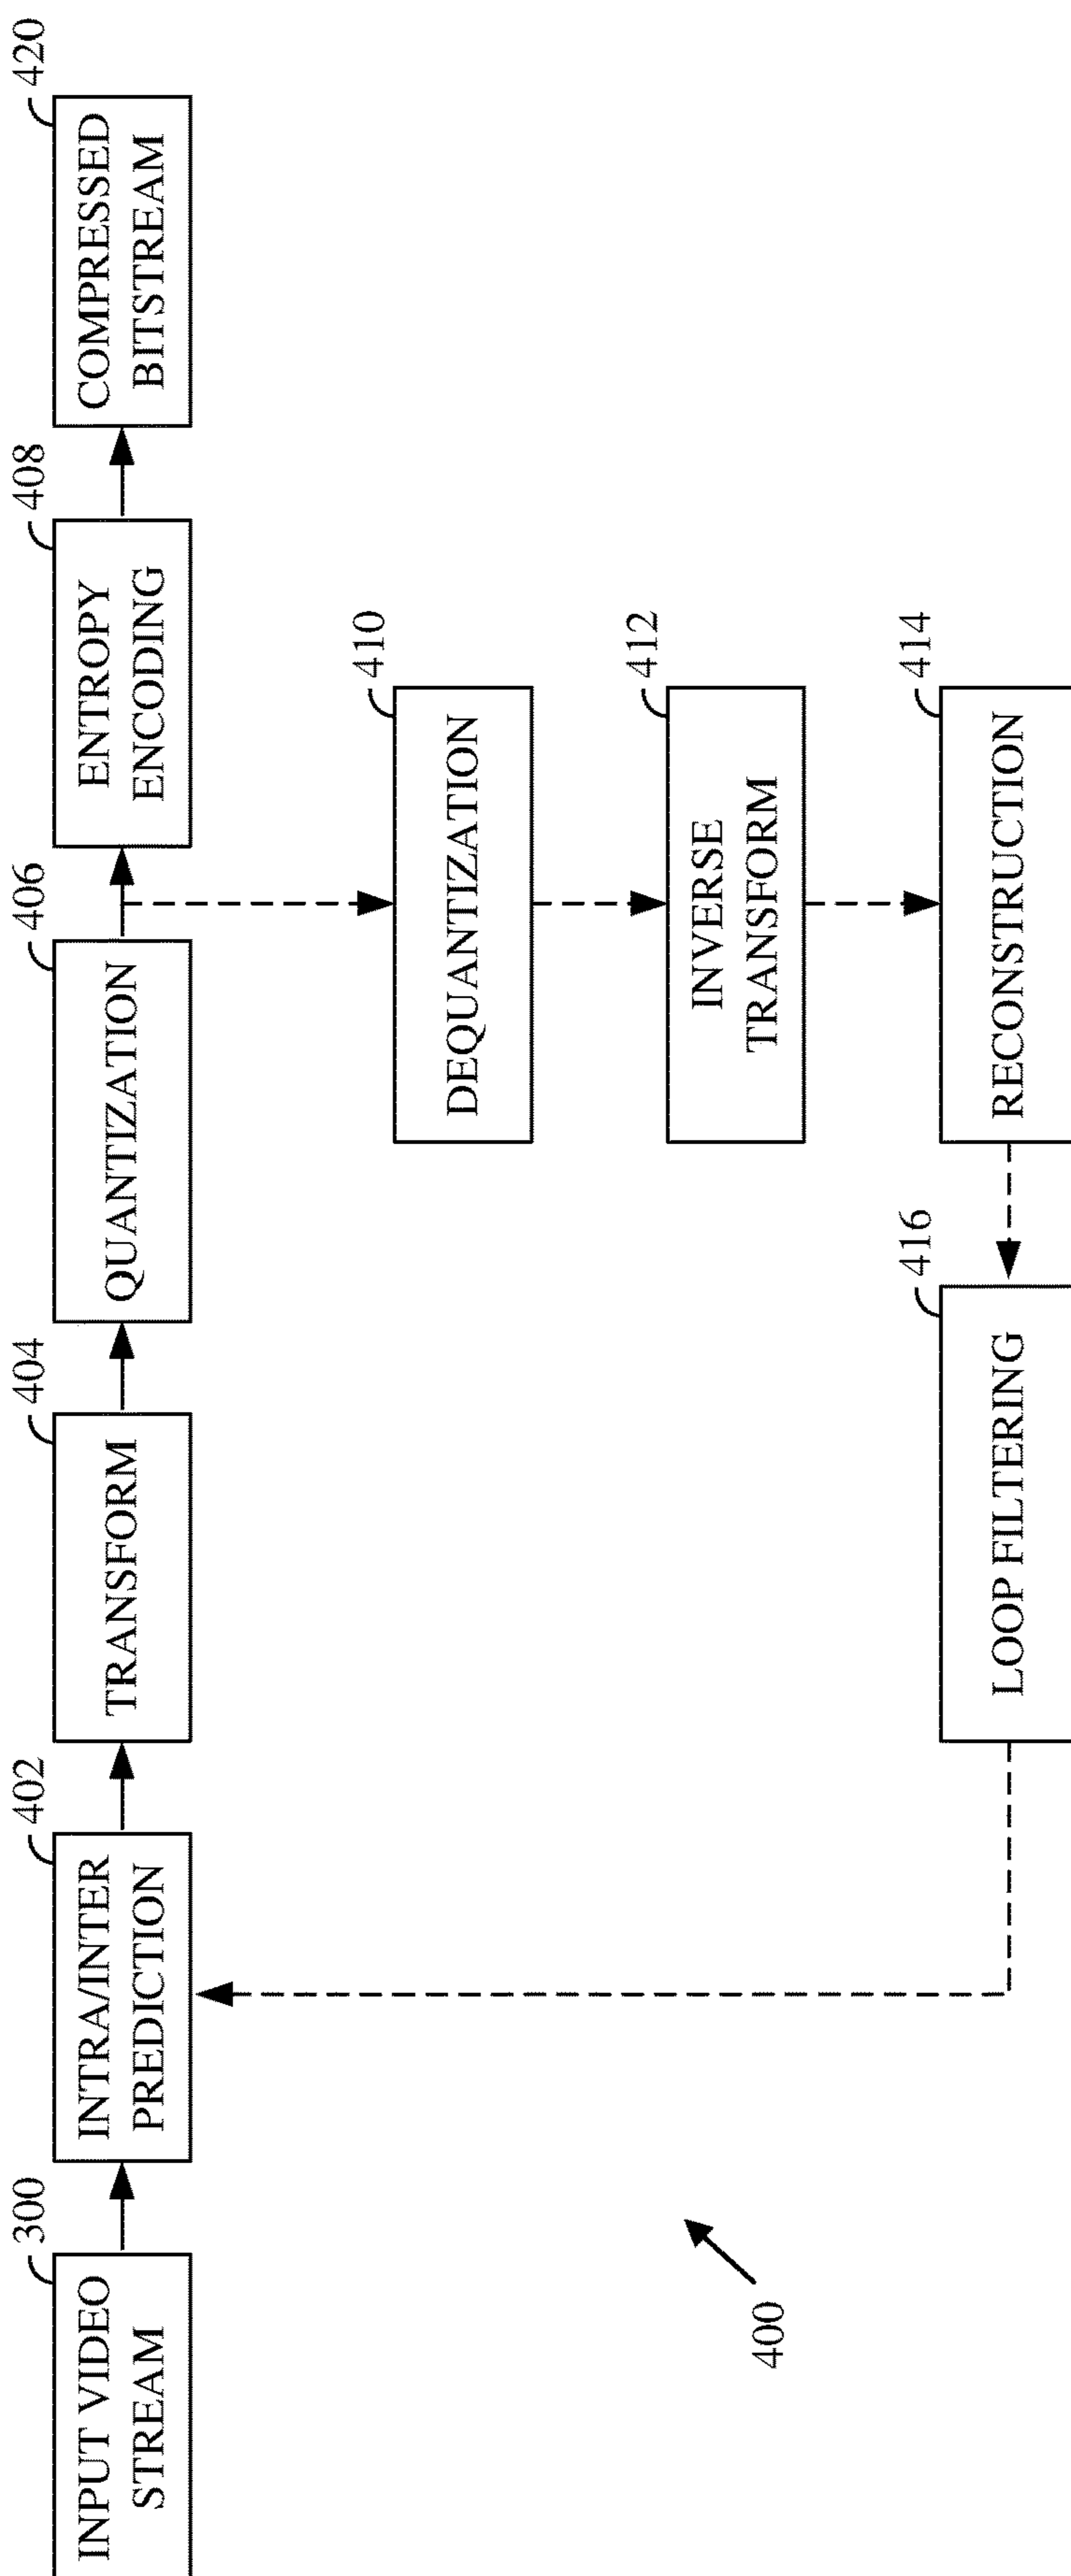 300
INPUT VIDEO
STREAM
402
INTRA/INTER
PREDICTION
404
TRANSFORM
406
QUANTIZATION
408
ENTROPY
ENCODING
420
COMPRESSED
BITSTREAM
410
DEQUANTIZATION
412
INVERSE
TRANSFORM
416
LOOP FILTERING
414
RECONSTRUCTION
400